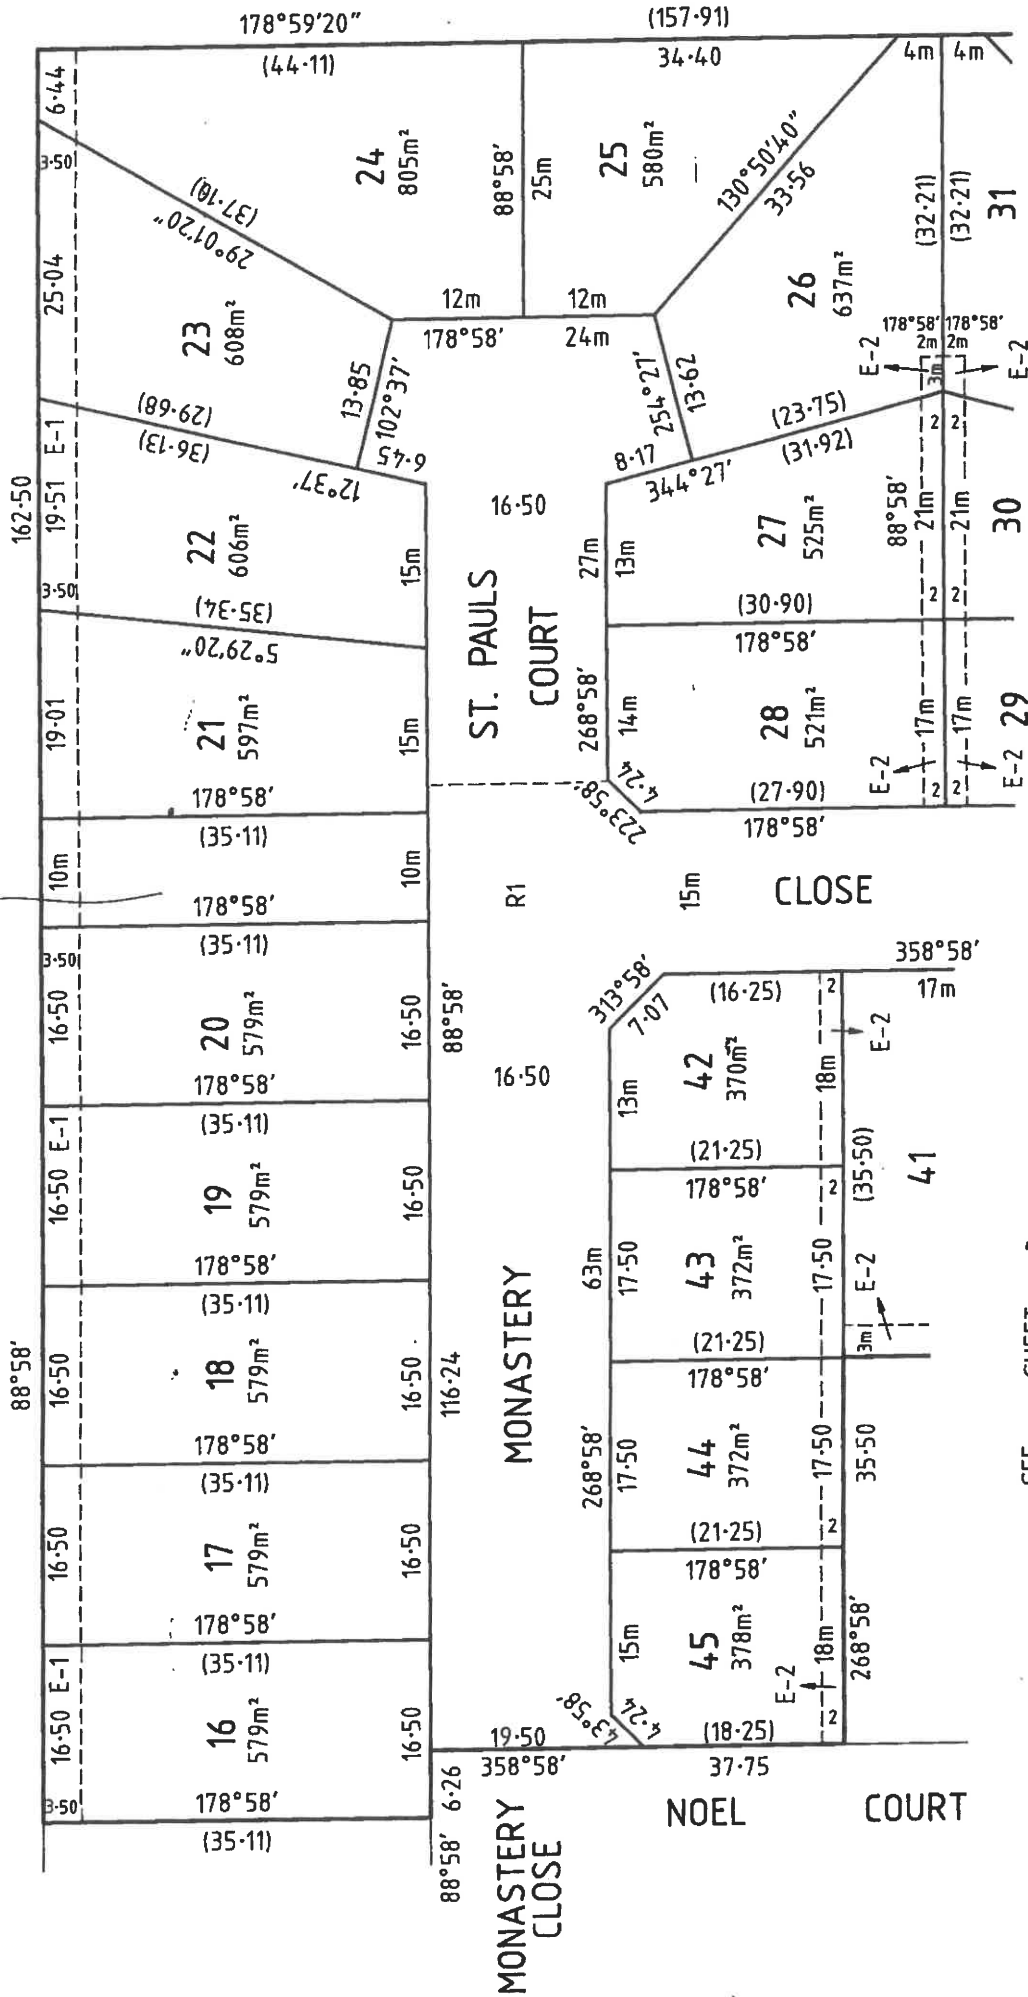 178°59'20"
(157·91)
(44·11)
34·40
4m
4m
6·44
3·50
24
805m²
88°58'
25m
25
580m²
130°50'40"
33·56
(37·10)
29°01'20"
(32·21)
(32·21)
31
162·50
25·04
23
608m²
12m
12m
178°58'
24m
26
637m²
178°58'
178°58'
2m
2m
E-2
3m
E-2
13·85
102°37'
254°27'
13·62
(29·68)
(36·13)
12°37'
6·45
8·17
344°27'
(23·75)
(31·92)
E-1
19·51
22
606m²
15m
16·50
27m
13m
27
525m²
88°58'
21m
21m
2
2
30
3·50
(35·34)
5°29'20"
(30·90)
178°58'
2
2
ST. PAULS
COURT
19·01
21
597m²
15m
268°58'
14m
28
521m²
17m
17m
29
E-2
E-2
2
2
178°58'
(35·11)
223°58'
4·24
(27·90)
178°58'
10m
10m
178°58'
(35·11)
R1
15m
CLOSE
3·50
16·50
20
579m²
16·50
88°58'
313°58'
7·07
(16·25)
358°58'
17m
2
E-2
178°58'
(35·11)
16·50
13m
42
370m²
18m
(21·25)
178°58'
2
(35·50)
41
E-1
16·50
19
579m²
16·50
178°58'
(35·11)
63m
17·50
43
372m²
17·50
E-2
3m
(21·25)
178°58'
MONASTERY
88°58'
16·50
18
579m²
16·50
116·24
178°58'
(35·11)
268°58'
17·50
44
372m²
17·50
35·50
2
(21·25)
178°58'
16·50
17
579m²
16·50
178°58'
(35·11)
15m
45
378m²
18m
268°58'
E-2
2
E-1
16·50
16
579m²
16·50
3·50
178°58'
(35·11)
43°58'
4·24
(18·25)
19·50
358°58'
37·75
6·26
88°58'
MONASTERY
CLOSE
NOEL
COURT
SEE
SHEET